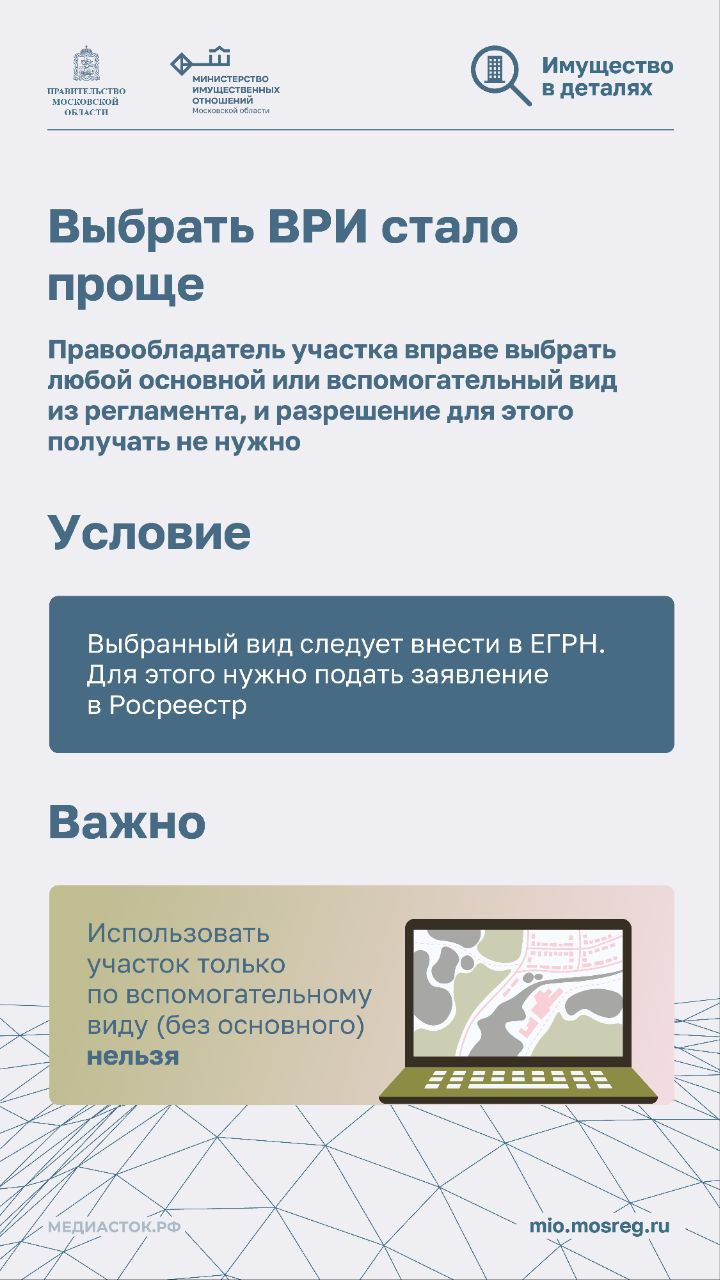 ПРАВИТЕЛЬСТВО
МОСКОВСКОЙ
ОБЛАСТИ
МИНИСТЕРСТВО
ИМУЩЕСТВЕННЫХ
ОТНОШЕНИЙ
Московской области
Имущество
в деталях
Выбрать ВРИ стало
проще
Правообладатель участка вправе выбрать
любой основной или вспомогательный вид
из регламента, и разрешение для этого
получать не нужно
Условие
Выбранный вид следует внести в ЕГРН.
Для этого нужно подать заявление
в Росреестр
Важно
Использовать
участок только
по вспомогательному
виду (без основного)
нельзя
МЕДИАСТОК.РФ
mio.mosreg.ru